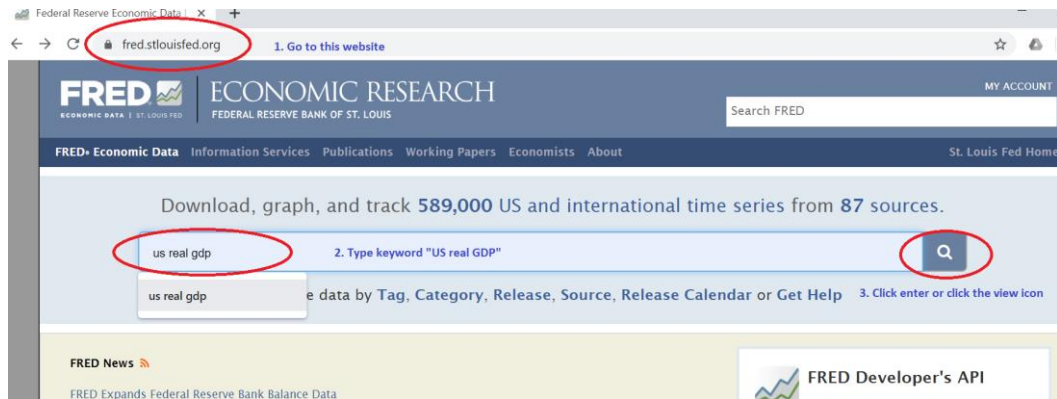 Federal Reserve Economic Data |
fred.stlouisfed.org
1. Go to this website
FRED
ECONOMIC DATA | ST. LOUIS FED
ECONOMIC RESEARCH
FEDERAL RESERVE BANK OF ST. LOUIS
MY ACCOUNT
Search FRED
FRED® Economic Data Information Services Publications Working Papers Economists About St. Louis Fed Home
Download, graph, and track 589,000 US and international time series from 87 sources.
us real gdp
2. Type keyword "US real GDP"
us real gdp
e data by Tag, Category, Release, Source, Release Calendar or Get Help
3. Click enter or click the view icon
FRED News
FRED Developer's API
FRED Expands Federal Reserve Bank Balance Data